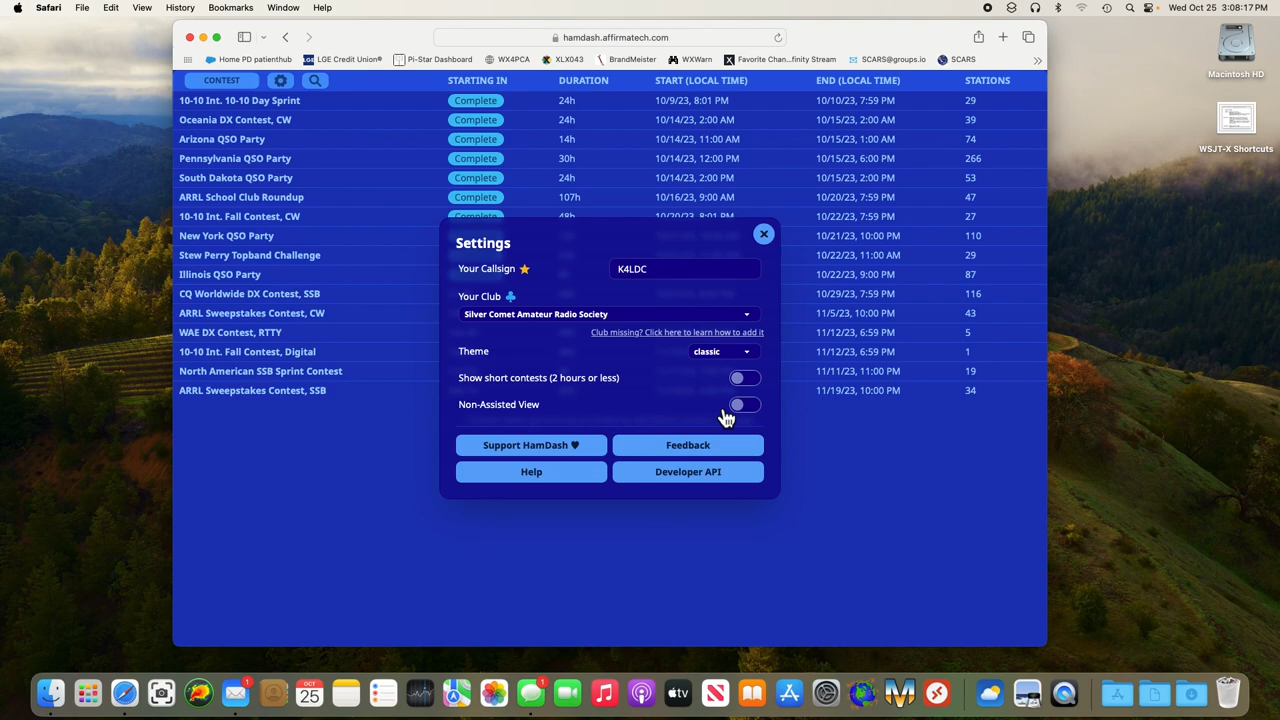 Safari File Edit View History Bookmarks Window Help Wed Oct 25 3:08:17 PM
hamdash.affirmatech.com
Home PD patienthub LGE LGE Credit Union® Pi-Star Dashboard WX4PCA XLX043 BrandMeister WXWarn X Favorite Chan...finity Stream SCARS@groups.io SCARS »
CONTEST STARTING IN DURATION START (LOCAL TIME) END (LOCAL TIME) STATIONS
10-10 Int. 10-10 Day Sprint Complete 24h 10/9/23, 8:01 PM 10/10/23, 7:59 PM 29
Oceania DX Contest, CW Complete 24h 10/14/23, 2:00 AM 10/15/23, 2:00 AM 39
Arizona QSO Party Complete 14h 10/14/23, 11:00 AM 10/15/23, 1:00 AM 74
Pennsylvania QSO Party Complete 30h 10/14/23, 12:00 PM 10/15/23, 6:00 PM 266
South Dakota QSO Party Complete 24h 10/14/23, 2:00 PM 10/15/23, 2:00 PM 53
ARRL School Club Roundup Complete 107h 10/16/23, 9:00 AM 10/20/23, 7:59 PM 47
10-10 Int. Fall Contest, CW Complete 48h 10/20/23, 8:01 PM 10/22/23, 7:59 PM 27
New York QSO Party 10/21/23, 10:00 PM 110
Stew Perry Topband Challenge 10/22/23, 11:00 AM 29
Illinois QSO Party 10/22/23, 9:00 PM 87
CQ Worldwide DX Contest, SSB 10/29/23, 7:59 PM 116
ARRL Sweepstakes Contest, CW 11/5/23, 10:00 PM 43
WAE DX Contest, RTTY 11/12/23, 6:59 PM 5
10-10 Int. Fall Contest, Digital 11/12/23, 6:59 PM 1
North American SSB Sprint Contest 11/11/23, 11:00 PM 19
ARRL Sweepstakes Contest, SSB 11/19/23, 10:00 PM 34
Settings
Your Callsign K4LDC
Your Club
Silver Comet Amateur Radio Society
Club missing? Click here to learn how to add it
Theme classic
Show short contests (2 hours or less)
Non-Assisted View
Support HamDash ♥ Feedback
Help Developer API
Macintosh HD
WSJT-X Shortcuts
OCT
25
1
1
tv